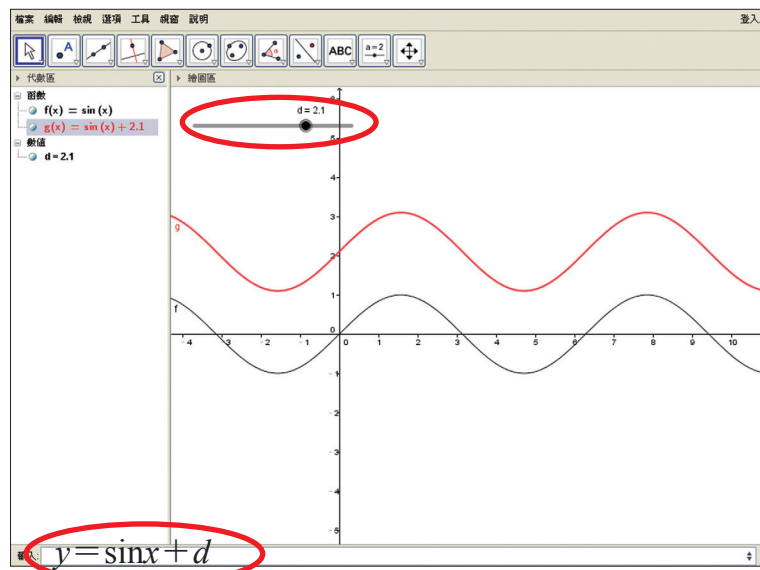 檔案 編輯 檢視 選項 工具 視窗 說明 登入
ABC a=2
代數區 繪圖區
函數
f(x) = sin (x)
g(x) = sin (x) + 2.1
數值
d = 2.1
d = 2.1
g
f
5
4
3
2
1
0
-1
-2
-3
-4
-5
-4 -3 -2 -1 0 1 2 3 4 5 6 7 8 9 10
y=sinx+d